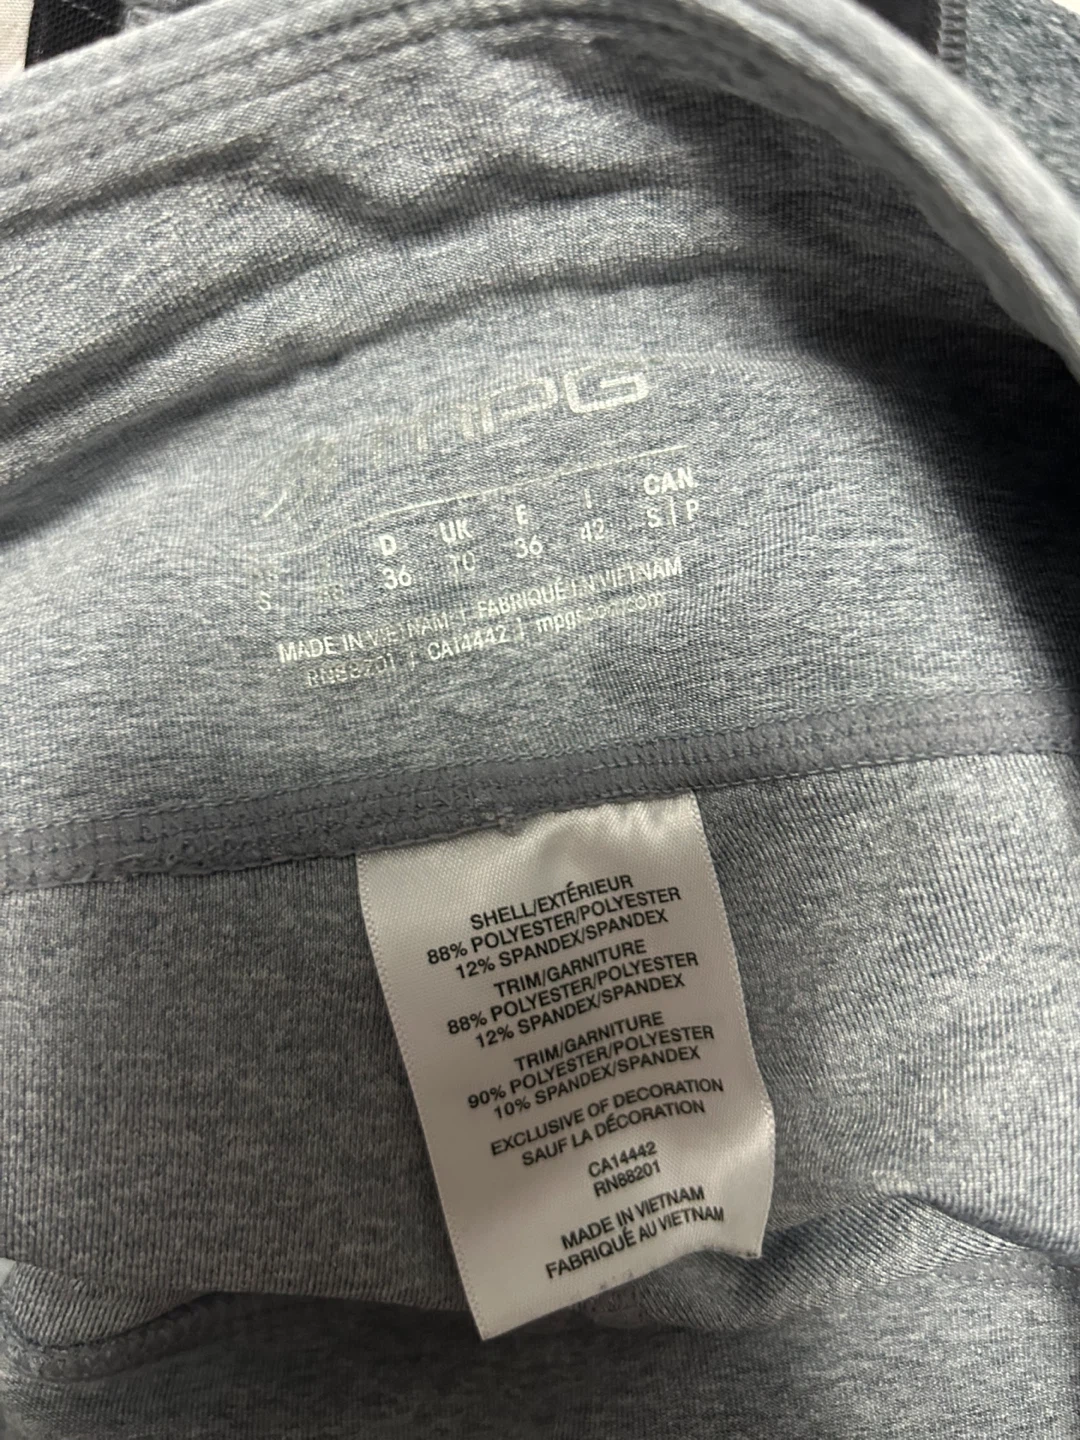 MPG
D UK E I CAN
S 36 10 36 42 S | P
MADE IN VIETNAM | FABRIQUÉ EN VIETNAM
RN88201 | CA14442 | mpgsport.com
SHELL/EXTÉRIEUR
88% POLYESTER/POLYESTER
12% SPANDEX/SPANDEX
TRIM/GARNITURE
88% POLYESTER/POLYESTER
12% SPANDEX/SPANDEX
TRIM/GARNITURE
90% POLYESTER/POLYESTER
10% SPANDEX/SPANDEX
EXCLUSIVE OF DECORATION
SAUF LA DÉCORATION
CA14442
RN88201
MADE IN VIETNAM
FABRIQUÉ AU VIETNAM